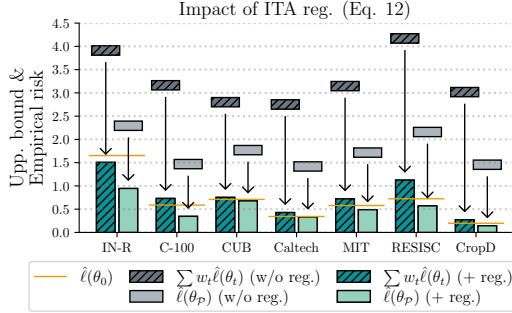 Impact of ITA reg. (Eq. 12)
Upp. bound &
Empirical risk
4.5
4.0
3.5
3.0
2.5
2.0
1.5
1.0
0.5
0.0
IN-R C-100 CUB Caltech MIT RESISC CropD
ℓ̂(θ₀) ∑ wₜℓ̂(θₜ) (w/o reg.) ∑ wₜℓ̂(θₜ) (+ reg.)
ℓ̂(θ_𝒫) (w/o reg.) ℓ̂(θ_𝒫) (+ reg.)